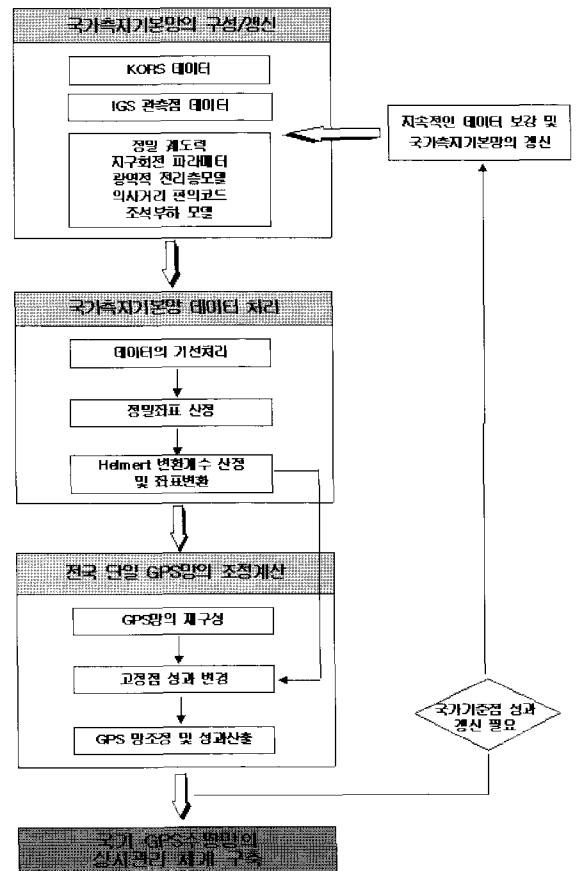 국가측지기본망의 구성/갱신
KORS 데이터
IGS 관측점 데이터
정밀 궤도력
지구회전 파라메터
광역적 전리층모델
의사거리 편의코드
조석부하 모델
지속적인 데이터 보강 및
국가측지기본망의 갱신
국가측지기본망 데이터 처리
데이터의 기선처리
정밀좌표 산정
Helmert 변환계수 산정
및 좌표변환
전국 단일 GPS망의 조정계산
GPS망의 재구성
고정점 성과 변경
GPS 망조정 및 성과산출
국가기준점 성과
갱신 필요
국가 GPS수평망의
실시관리 체계 구축